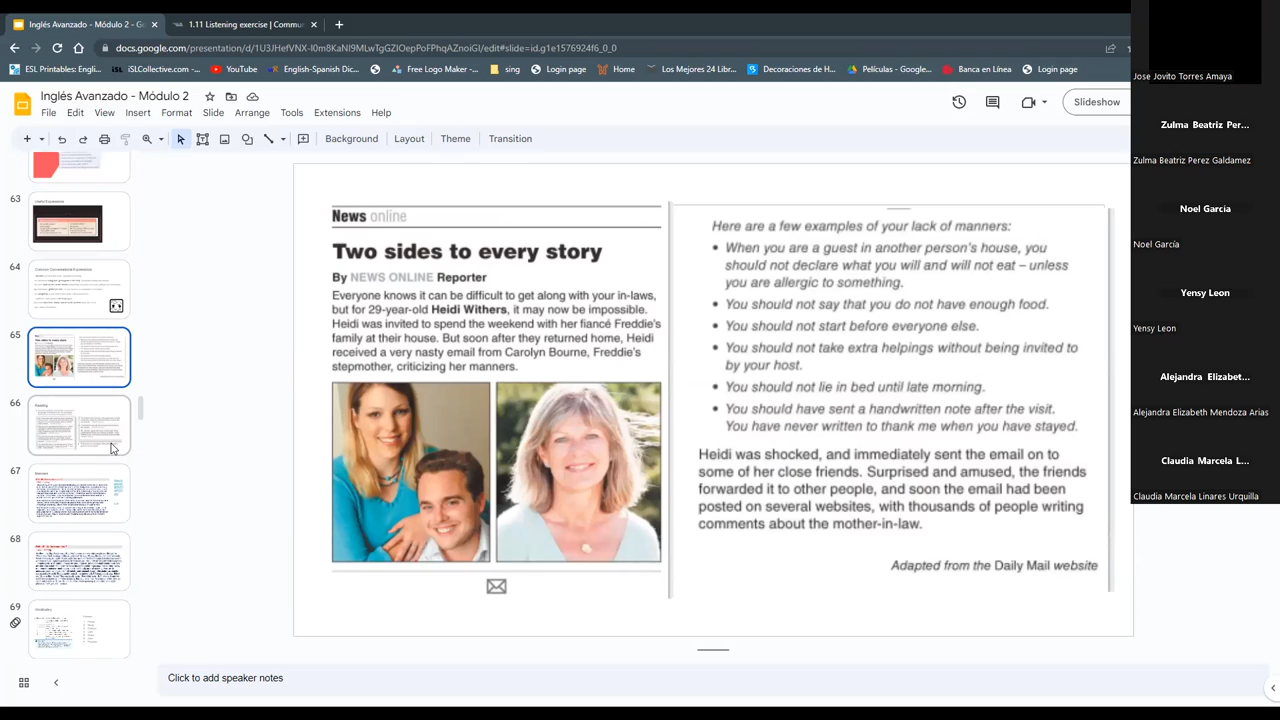 Inglés Avanzado - Módulo 2 - Ge
1.11 Listening exercise | Commu
docs.google.com/presentation/d/1U3JHefVNX-I0m8KaNI9MLwTgGZIOepPoFPhqAZnoiGI/edit#slide=id.g1e1576924f6_0_0
ESL Printables: Engli...
iSLCollective.com -...
YouTube
English-Spanish Dic...
Free Logo Maker -...
sing
Login page
Home
Los Mejores 24 Libr...
Decoraciones de H...
Películas - Google...
Banca en Línea
Login page
Inglés Avanzado - Módulo 2
File Edit View Insert Format Slide Arrange Tools Extensions Help
Slideshow
Background Layout Theme Transition
63
64
65
66
67
68
69
News online
Two sides to every story
By NEWS ONLINE Reporter
Everyone knows it can be difficult to get along with your in-laws,
but for 29-year-old Heidi Withers, it may now be impossible.
Heidi was invited to spend the weekend with her fiancé Freddie's
family at their house. But soon after they returned home, Heidi
received a very nasty email from Carolyn Bourne, Freddie's
stepmother, criticizing her manners.
Here are a few examples of your lack of manners:
• When you are a guest in another person's house, you
should not declare what you will and will not eat – unless
you are allergic to something.
• You should not say that you do not have enough food.
• You should not start before everyone else.
• You should not take extra helpings without being invited to
by your host.
• You should not lie in bed until late morning.
• You should have sent a handwritten note after the visit.
You have never written to thank me when you have stayed.
Heidi was shocked, and immediately sent the email on to
some of her close friends. Surprised and amused, the friends
forwarded it to other people, and soon the email had been
posted on several websites, with thousands of people writing
comments about the mother-in-law.
Adapted from the Daily Mail website
Click to add speaker notes
Jose Jovito Torres Amaya
Zulma Beatriz Per...
Zulma Beatriz Perez Galdamez
Noel Garcia
Noel García
Yensy Leon
Yensy Leon
Alejandra Elizabet...
Alejandra Elizabeth Mendoza Arias
Claudia Marcela L...
Claudia Marcela Linares Urquilla